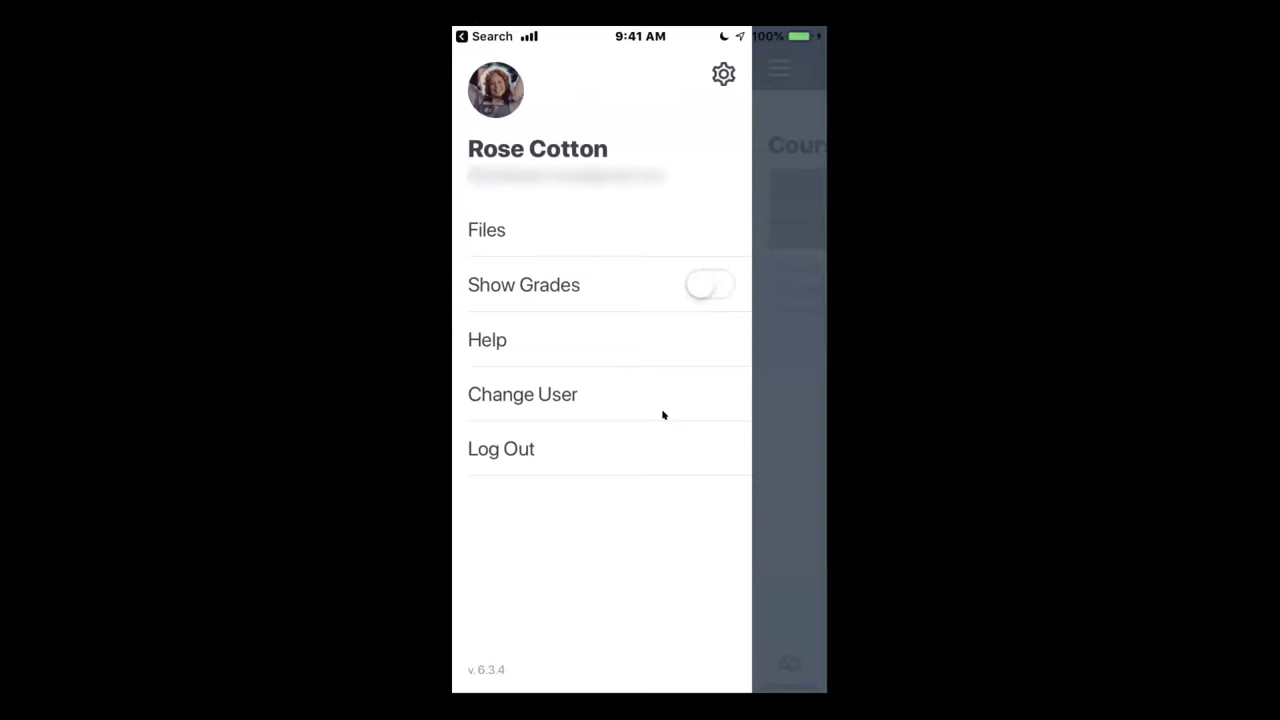 Search
9:41 AM
100%
Rose Cotton
Cour
Files
Show Grades
Help
Change User
Log Out
v. 6.3.4